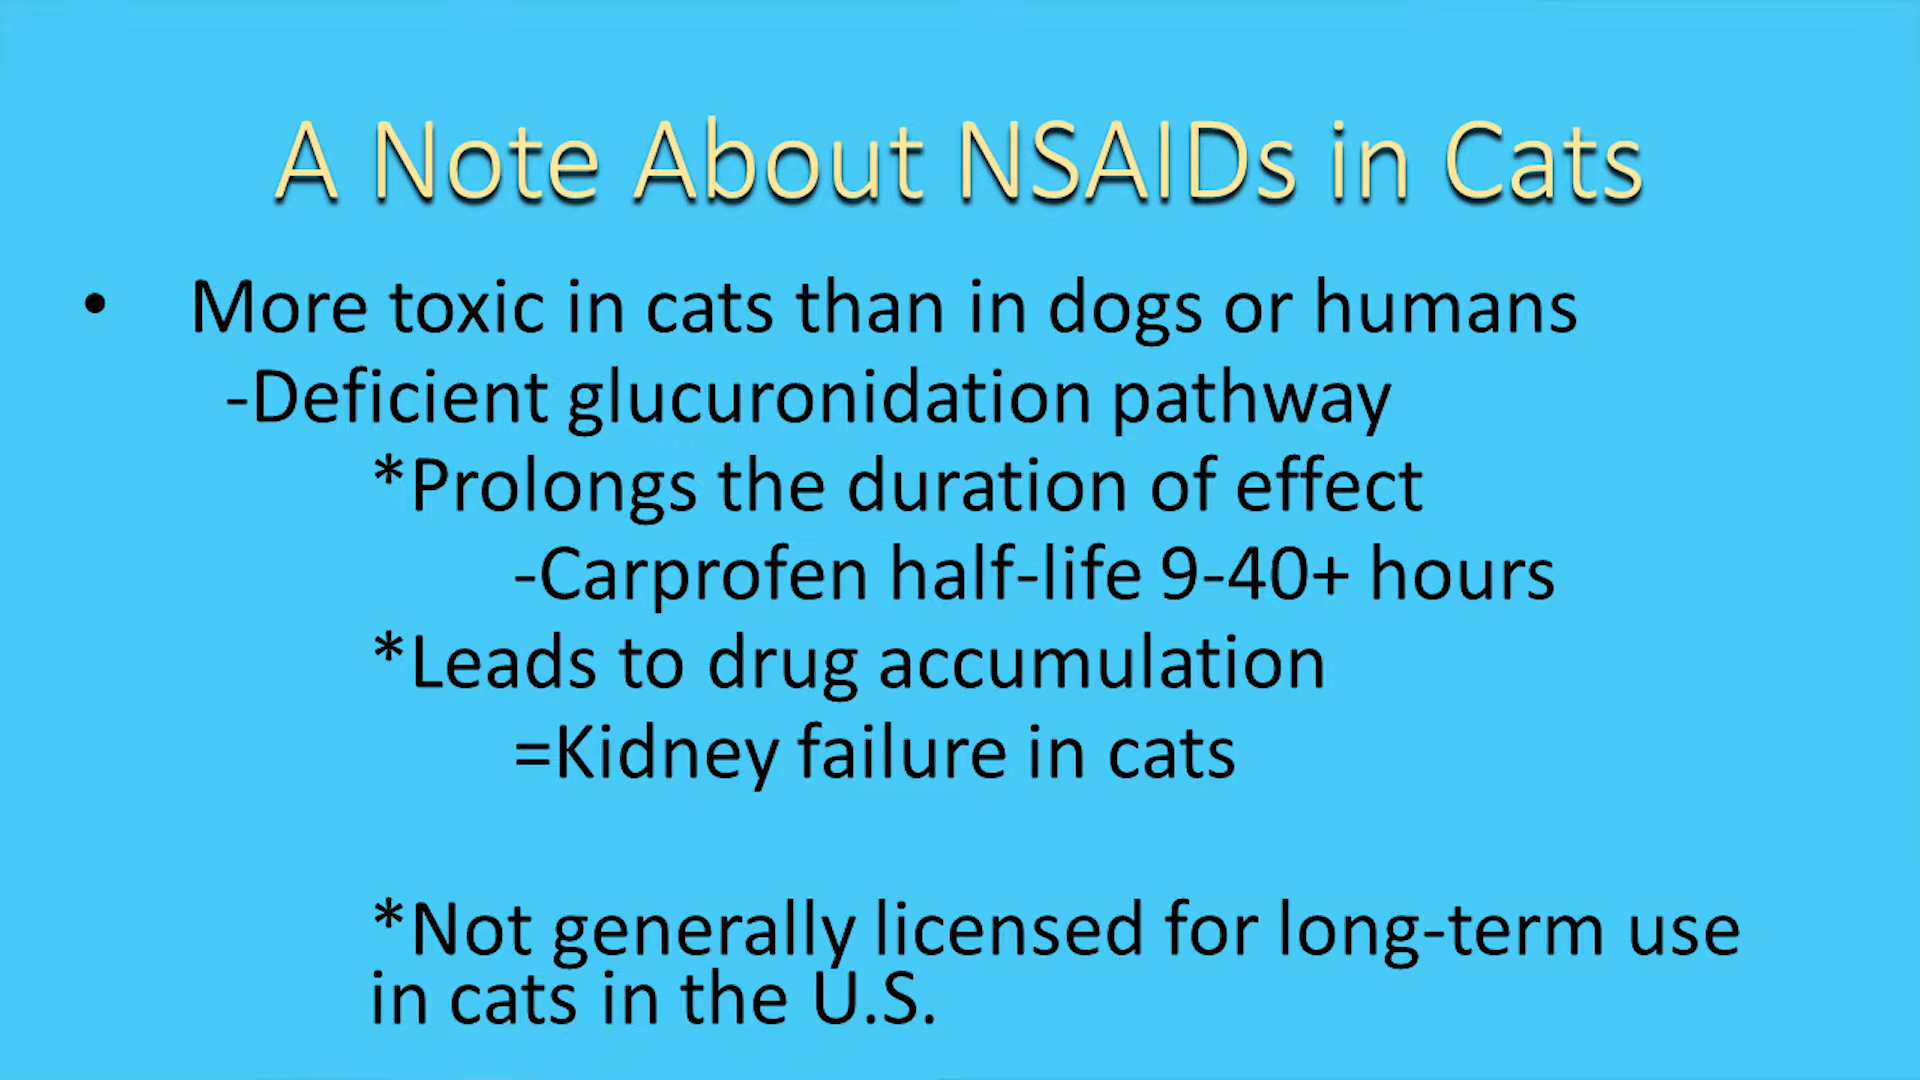 A Note About NSAIDs in Cats
• More toxic in cats than in dogs or humans
-Deficient glucuronidation pathway
*Prolongs the duration of effect
-Carprofen half-life 9-40+ hours
*Leads to drug accumulation
=Kidney failure in cats
*Not generally licensed for long-term use
in cats in the U.S.